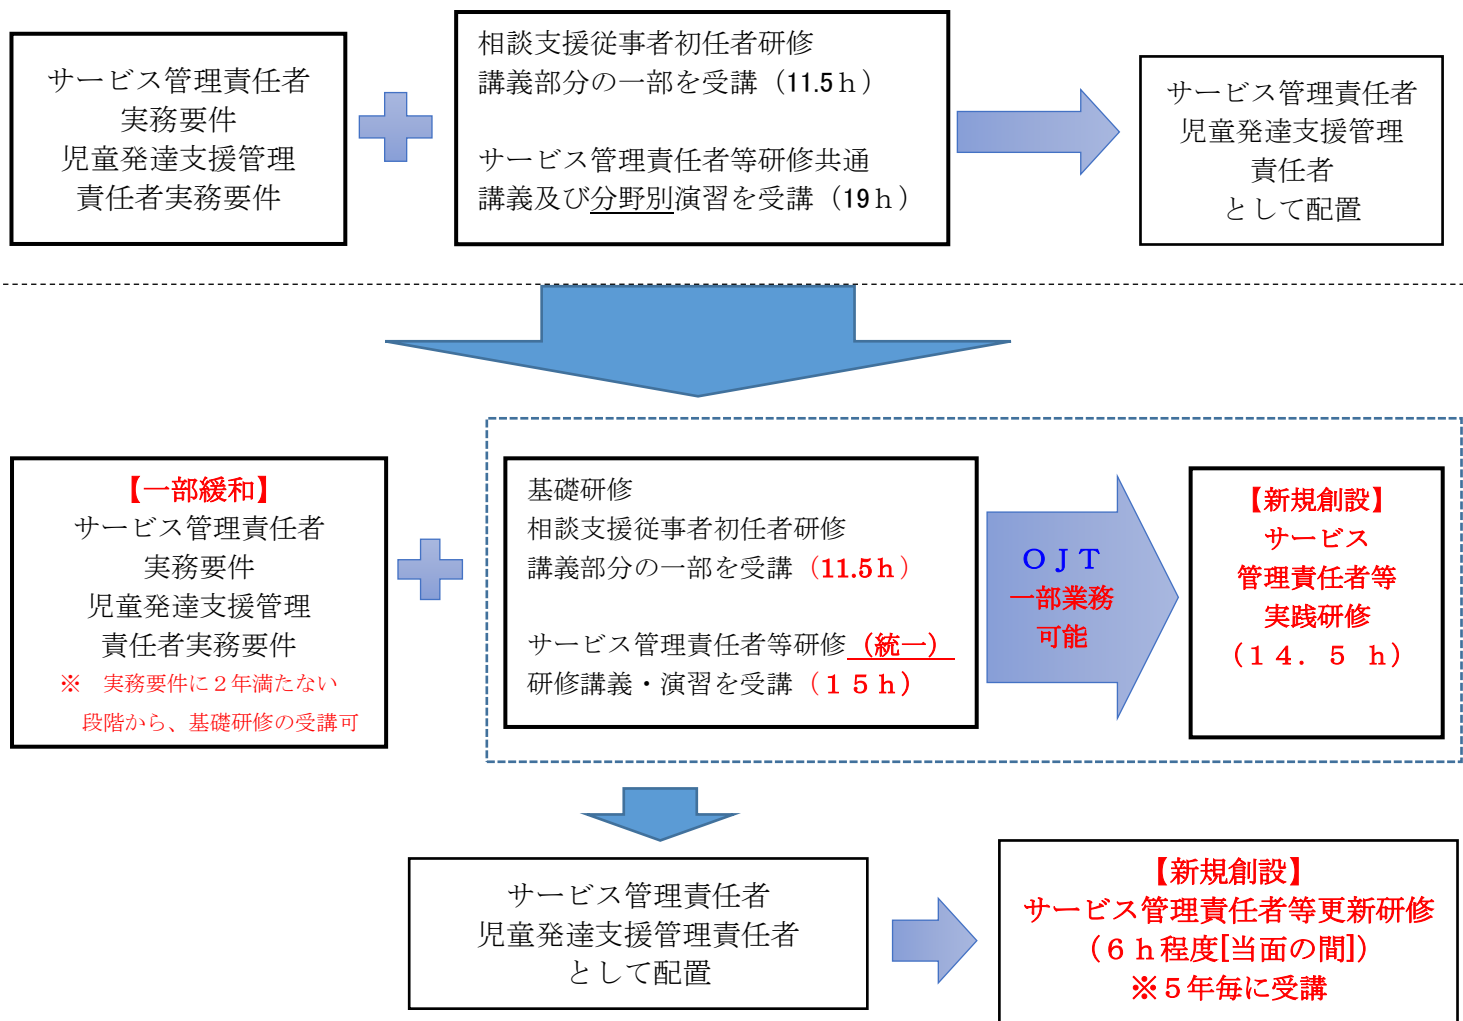 サービス管理責任者
実務要件
児童発達支援管理
責任者実務要件
相談支援従事者初任者研修
講義部分の一部を受講（11.5ｈ）
サービス管理責任者等研修共通
講義及び分野別演習を受講（19ｈ）
サービス管理責任者
児童発達支援管理
責任者
として配置
【一部緩和】
サービス管理責任者
実務要件
児童発達支援管理
責任者実務要件
※　実務要件に２年満たない
段階から、基礎研修の受講可
基礎研修
相談支援従事者初任者研修
講義部分の一部を受講（11.5ｈ）
サービス管理責任者等研修（統一）
研修講義・演習を受講（１５ｈ）
ＯＪＴ
一部業務
可能
【新規創設】
サービス
管理責任者等
実践研修
（１４．５ｈ）
サービス管理責任者
児童発達支援管理責任者
として配置
【新規創設】
サービス管理責任者等更新研修
（６ｈ程度[当面の間]）
※５年毎に受講